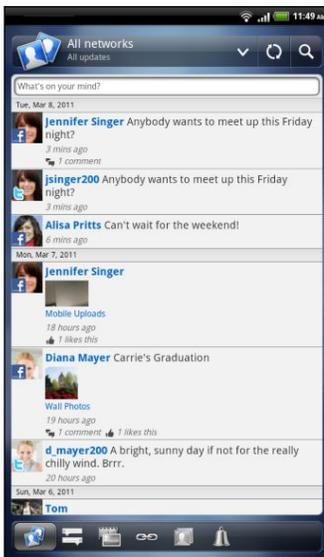 11:49 AM
All networks
All updates
What's on your mind?
Tue, Mar 8, 2011
Jennifer Singer Anybody wants to meet up this Friday
night?
3 mins ago
1 comment
jsinger200 Anybody wants to meet up this Friday
night?
3 mins ago
Alisa Pritts Can't wait for the weekend!
6 mins ago
Mon, Mar 7, 2011
Jennifer Singer
Mobile Uploads
18 hours ago
1 likes this
Diana Mayer Carrie's Graduation
Wall Photos
19 hours ago
1 comment 1 likes this
d_mayer200 A bright, sunny day if not for the really
chilly wind. Brrr.
20 hours ago
Sun, Mar 6, 2011
Tom